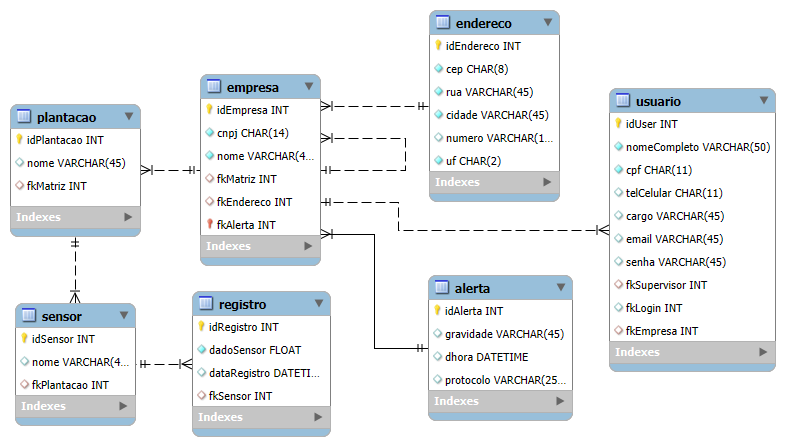 endereco
idEndereco INT
cep CHAR(8)
rua VARCHAR(45)
cidade VARCHAR(45)
numero VARCHAR(1...
uf CHAR(2)
Indexes
empresa
idEmpresa INT
cnpj CHAR(14)
nome VARCHAR(4...
fkMatriz INT
fkEndereco INT
fkAlerta INT
Indexes
usuario
idUser INT
nomeCompleto VARCHAR(50)
cpf CHAR(11)
telCelular CHAR(11)
cargo VARCHAR(45)
email VARCHAR(45)
senha VARCHAR(45)
fkSupervisor INT
fkLogin INT
fkEmpresa INT
Indexes
plantacao
idPlantacao INT
nome VARCHAR(45)
fkMatriz INT
Indexes
alerta
idAlerta INT
gravidade VARCHAR(45)
dhora DATETIME
protocolo VARCHAR(25...
Indexes
registro
idRegistro INT
dadoSensor FLOAT
dataRegistro DATETI...
fkSensor INT
Indexes
sensor
idSensor INT
nome VARCHAR(4...
fkPlantacao INT
Indexes